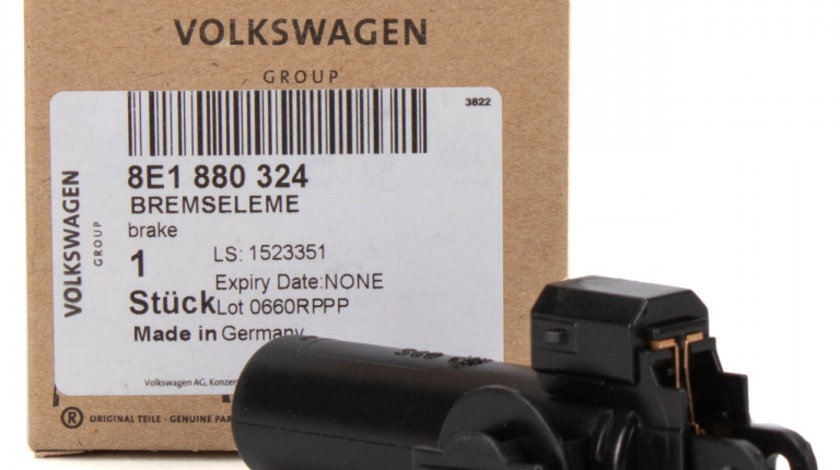 VOLKSWAGEN
GROUP
3822
8E1 880 324
BREMSELEME
brake
1
LS: 1523351
Expiry Date:NONE
Stück Lot 0660RPPP
Made in Germany
Volkswagen AG, Konzern
VOLKSWAGEN
GROUP
® ORIGINAL TEILE - GENUINE PAR